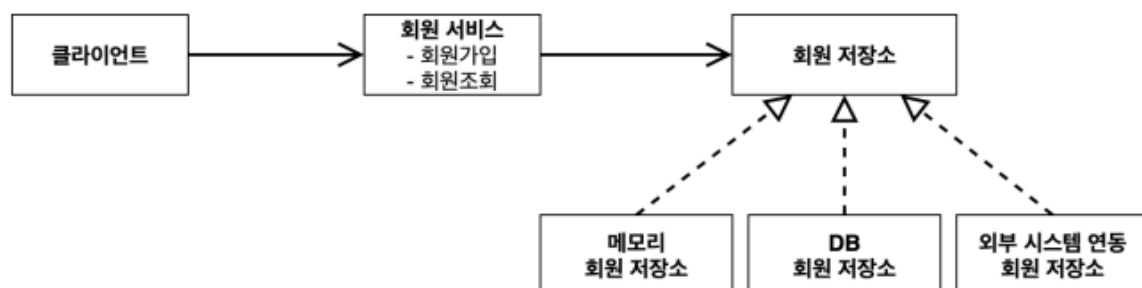 클라이언트
회원 서비스
- 회원가입
- 회원조회
회원 저장소
메모리
회원 저장소
DB
회원 저장소
외부 시스템 연동
회원 저장소